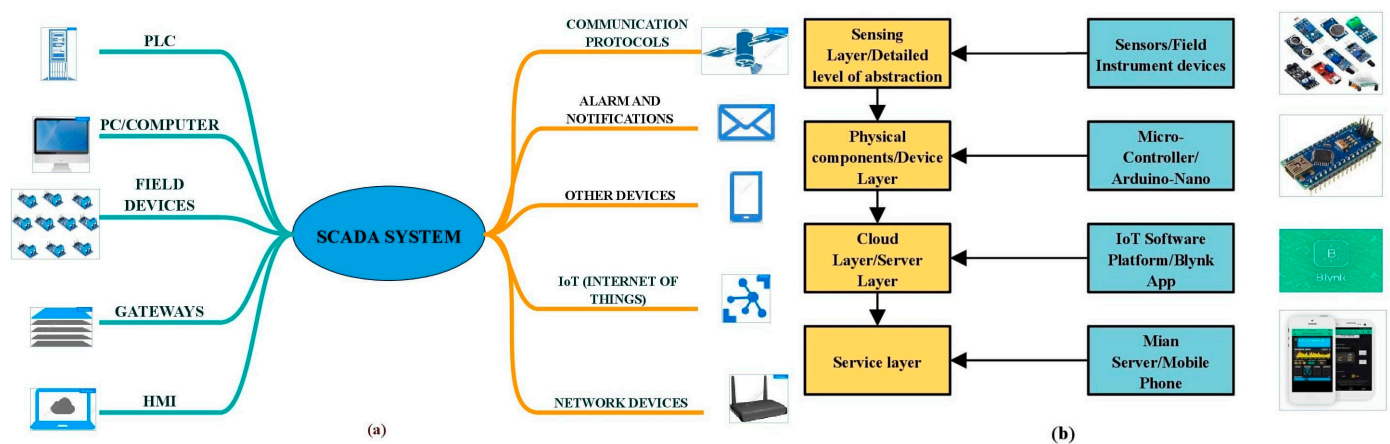 PLC
PC/COMPUTER
FIELD
DEVICES
GATEWAYS
HMI
SCADA SYSTEM
COMMUNICATION
PROTOCOLS
ALARM AND
NOTIFICATIONS
OTHER DEVICES
IoT (INTERNET OF
THINGS)
NETWORK DEVICES
(a)
Sensing
Layer/Detailed
level of abstraction
Physical
components/Device
Layer
Cloud
Layer/Server
Layer
Service layer
Sensors/Field
Instrument devices
Micro-
Controller/
Arduino-Nano
IoT Software
Platform/Blynk
App
Mian
Server/Mobile
Phone
B
Blynk
(b)